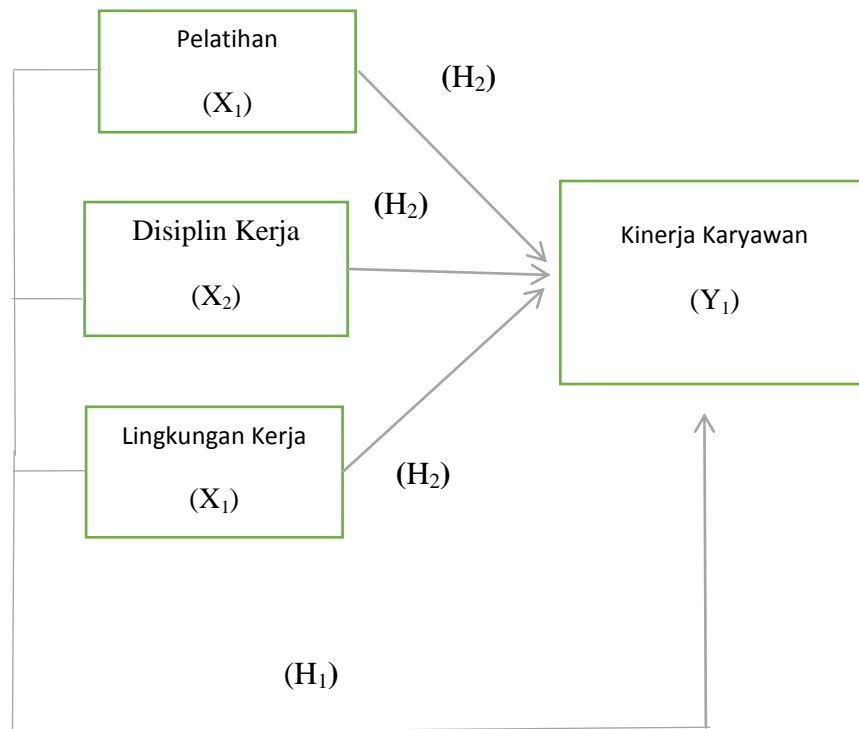 Pelatihan
(X₁)
(H₂)
Disiplin Kerja
(X₂)
(H₂)
Kinerja Karyawan
(Y₁)
Lingkungan Kerja
(X₁)
(H₂)
(H₁)